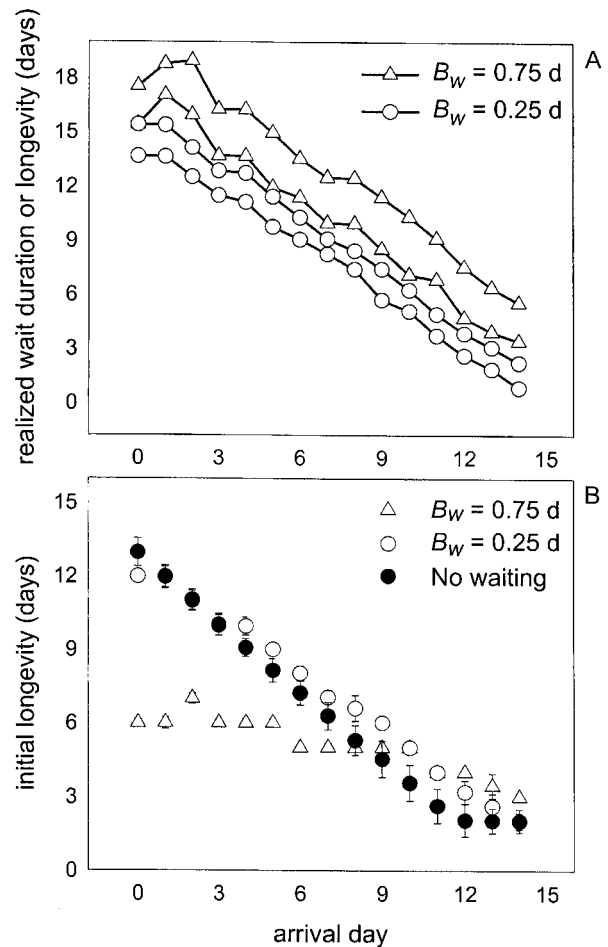 A
realized wait duration or longevity (days)
18
15
12
9
6
3
0
B_W = 0.75 d
B_W = 0.25 d
0 3 6 9 12 15
B
initial longevity (days)
15
12
9
6
3
0
B_W = 0.75 d
B_W = 0.25 d
No waiting
0 3 6 9 12 15
arrival day